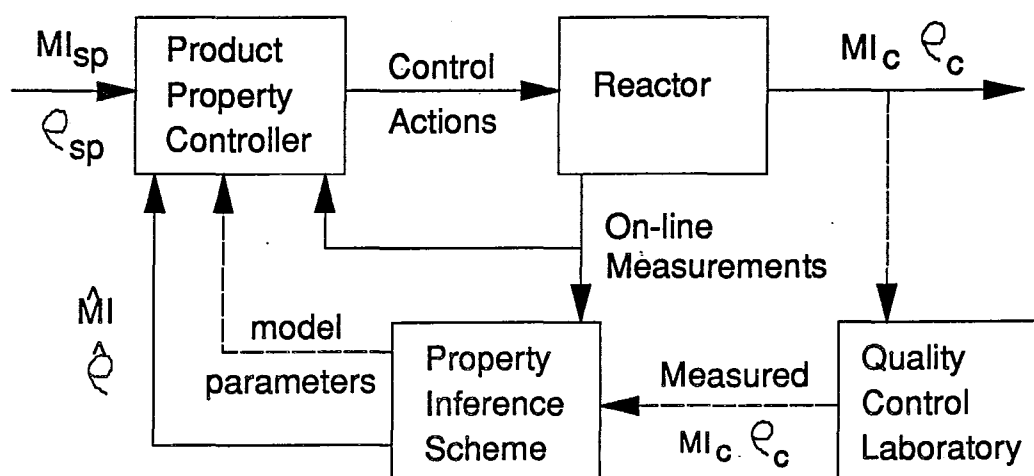 MI_sp
ρ_sp
Product
Property
Controller
Control
Actions
Reactor
MI_c ρ_c
On-line
Measurements
M̂I
ρ̂
model
parameters
Property
Inference
Scheme
Measured
MI_c ρ_c
Quality
Control
Laboratory